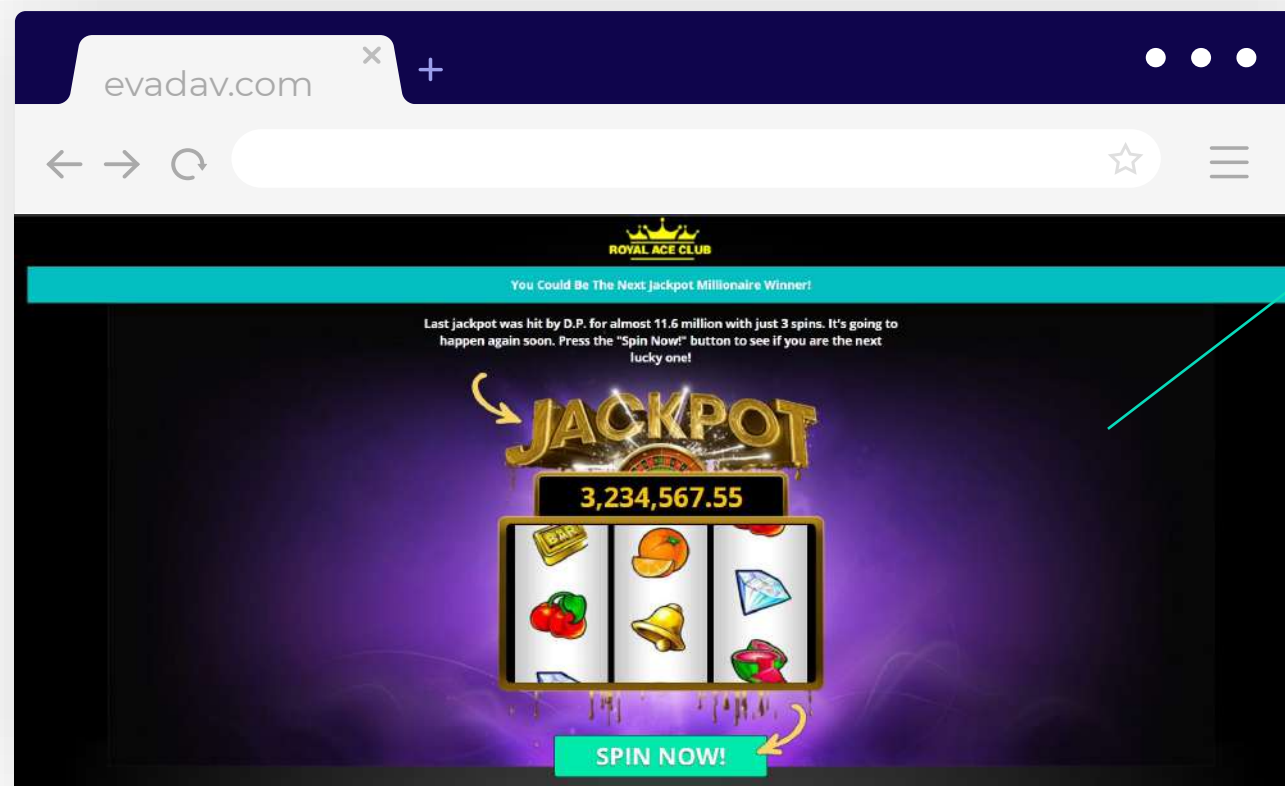 evadav.com
ROYAL ACE CLUB
You Could Be The Next Jackpot Millionaire Winner!
Last jackpot was hit by D.P. for almost 11.6 million with just 3 spins. It's going to
happen again soon. Press the "Spin Now!" button to see if you are the next
lucky one!
JACKPOT
3,234,567.55
BAR
SPIN NOW!